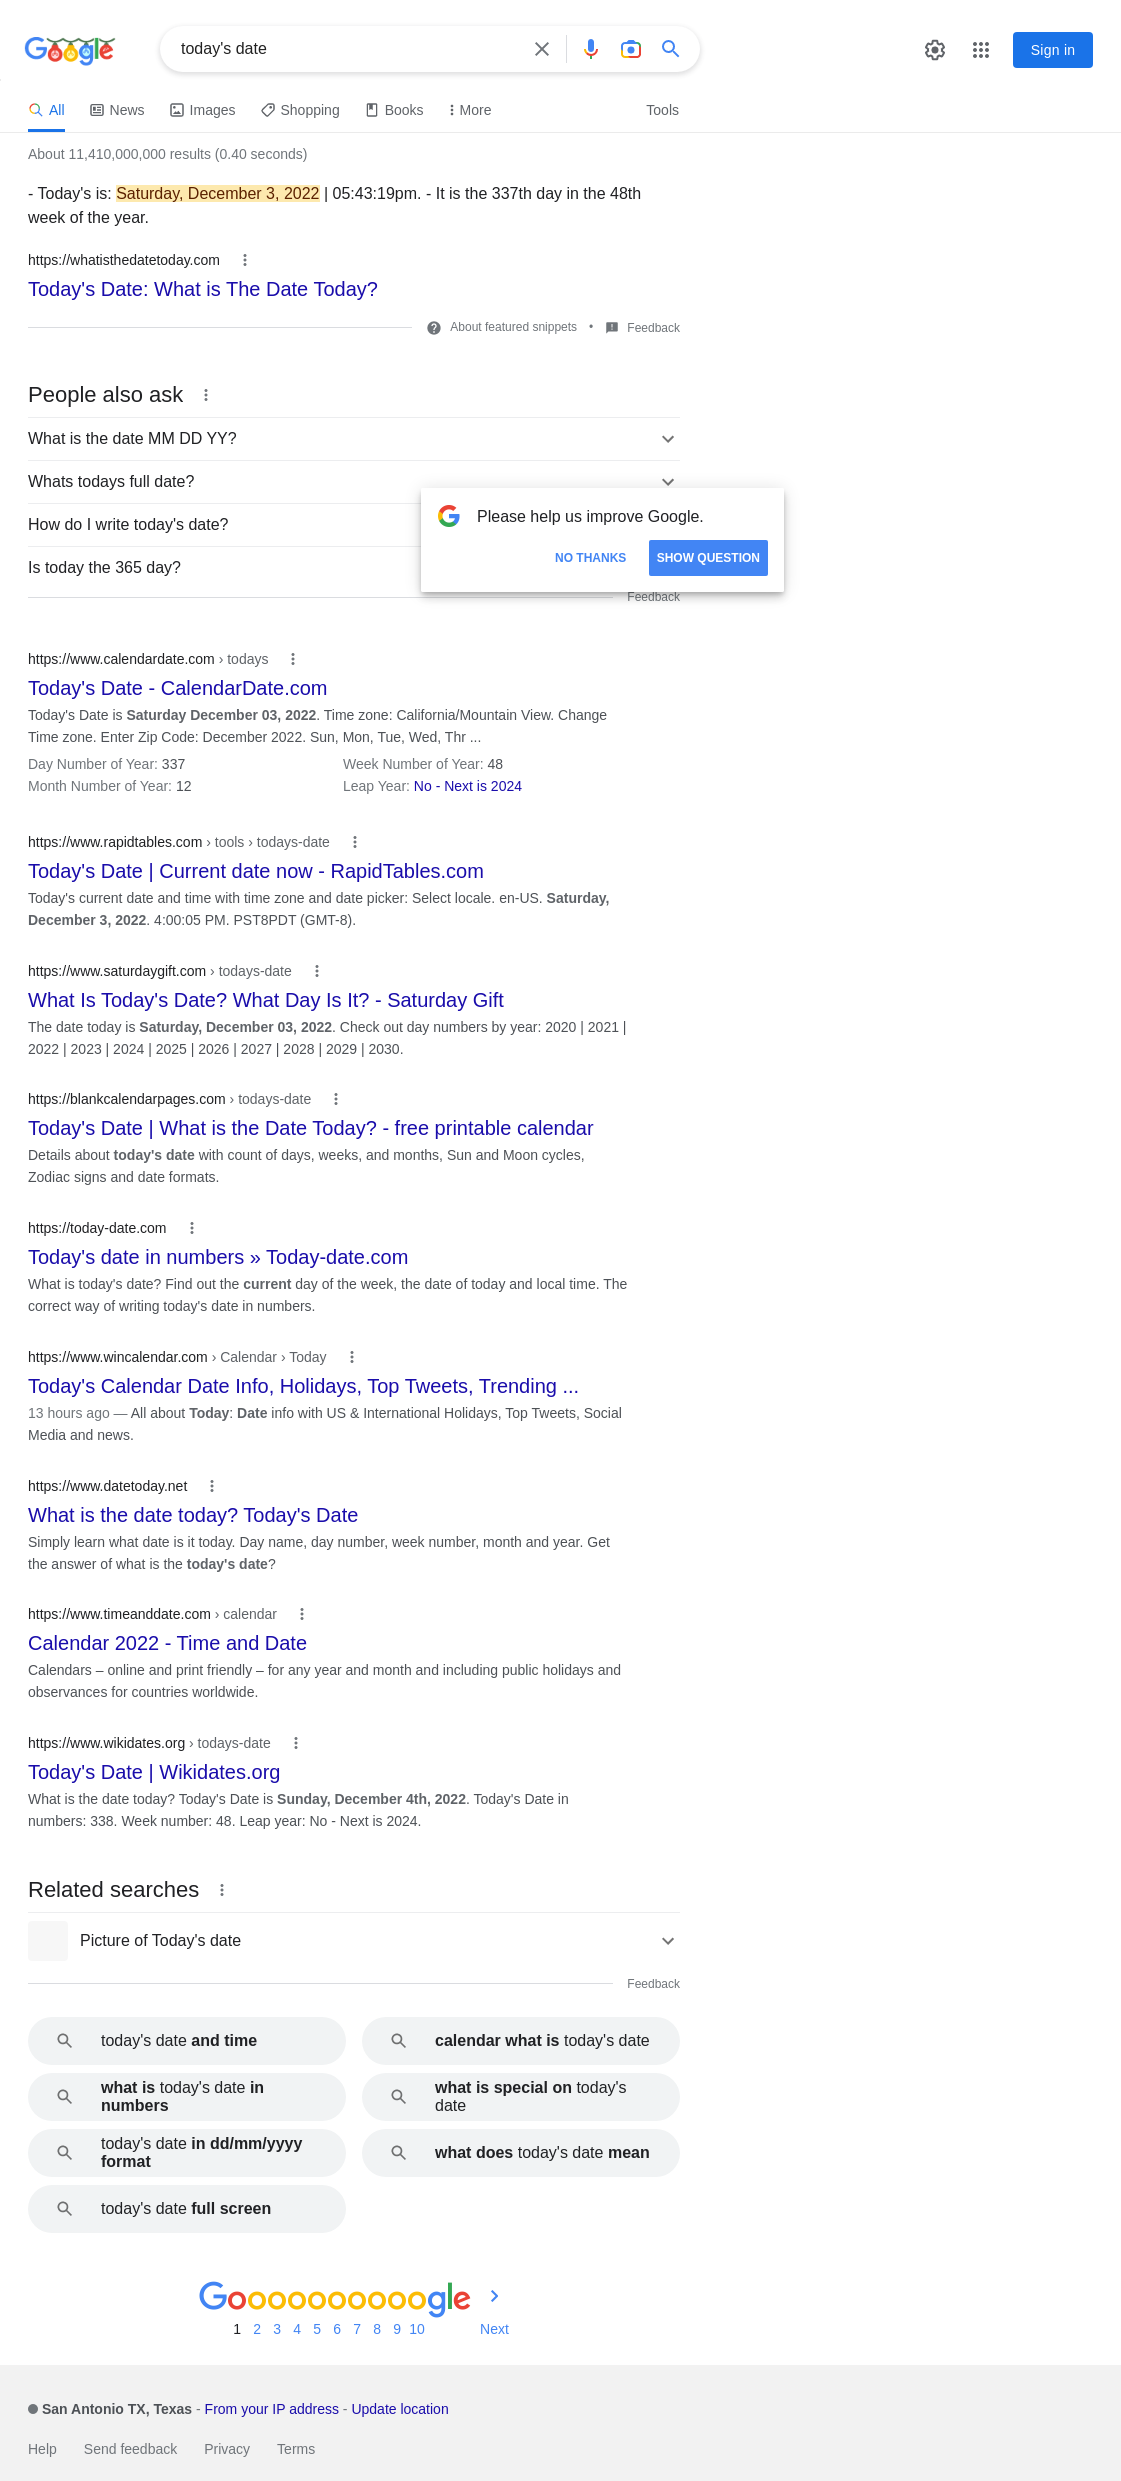 Google
today's date
Sign in
All
News
Images
Shopping
Books
More
Tools
About 11,410,000,000 results (0.40 seconds)
- Today's is: Saturday, December 3, 2022 | 05:43:19pm. - It is the 337th day in the 48th
week of the year.
https://whatisthedatetoday.com
Today's Date: What is The Date Today?
About featured snippets • Feedback
People also ask
What is the date MM DD YY?
Whats todays full date?
How do I write today's date?
Is today the 365 day?
Please help us improve Google.
NO THANKS
SHOW QUESTION
Feedback
https://www.calendardate.com › todays
Today's Date - CalendarDate.com
Today's Date is Saturday December 03, 2022. Time zone: California/Mountain View. Change
Time zone. Enter Zip Code: December 2022. Sun, Mon, Tue, Wed, Thr ...
Day Number of Year: 337
Week Number of Year: 48
Month Number of Year: 12
Leap Year: No - Next is 2024
https://www.rapidtables.com › tools › todays-date
Today's Date | Current date now - RapidTables.com
Today's current date and time with time zone and date picker: Select locale. en-US. Saturday,
December 3, 2022. 4:00:05 PM. PST8PDT (GMT-8).
https://www.saturdaygift.com › todays-date
What Is Today's Date? What Day Is It? - Saturday Gift
The date today is Saturday, December 03, 2022. Check out day numbers by year: 2020 | 2021 |
2022 | 2023 | 2024 | 2025 | 2026 | 2027 | 2028 | 2029 | 2030.
https://blankcalendarpages.com › todays-date
Today's Date | What is the Date Today? - free printable calendar
Details about today's date with count of days, weeks, and months, Sun and Moon cycles,
Zodiac signs and date formats.
https://today-date.com
Today's date in numbers » Today-date.com
What is today's date? Find out the current day of the week, the date of today and local time. The
correct way of writing today's date in numbers.
https://www.wincalendar.com › Calendar › Today
Today's Calendar Date Info, Holidays, Top Tweets, Trending ...
13 hours ago — All about Today: Date info with US & International Holidays, Top Tweets, Social
Media and news.
https://www.datetoday.net
What is the date today? Today's Date
Simply learn what date is it today. Day name, day number, week number, month and year. Get
the answer of what is the today's date?
https://www.timeanddate.com › calendar
Calendar 2022 - Time and Date
Calendars – online and print friendly – for any year and month and including public holidays and
observances for countries worldwide.
https://www.wikidates.org › todays-date
Today's Date | Wikidates.org
What is the date today? Today's Date is Sunday, December 4th, 2022. Today's Date in
numbers: 338. Week number: 48. Leap year: No - Next is 2024.
Related searches
Picture of Today's date
Feedback
today's date and time
calendar what is today's date
what is today's date in
numbers
what is special on today's
date
today's date in dd/mm/yyyy
format
what does today's date mean
today's date full screen
Goooooooooogle
1 2 3 4 5 6 7 8 9 10 Next
San Antonio TX, Texas - From your IP address - Update location
Help Send feedback Privacy Terms